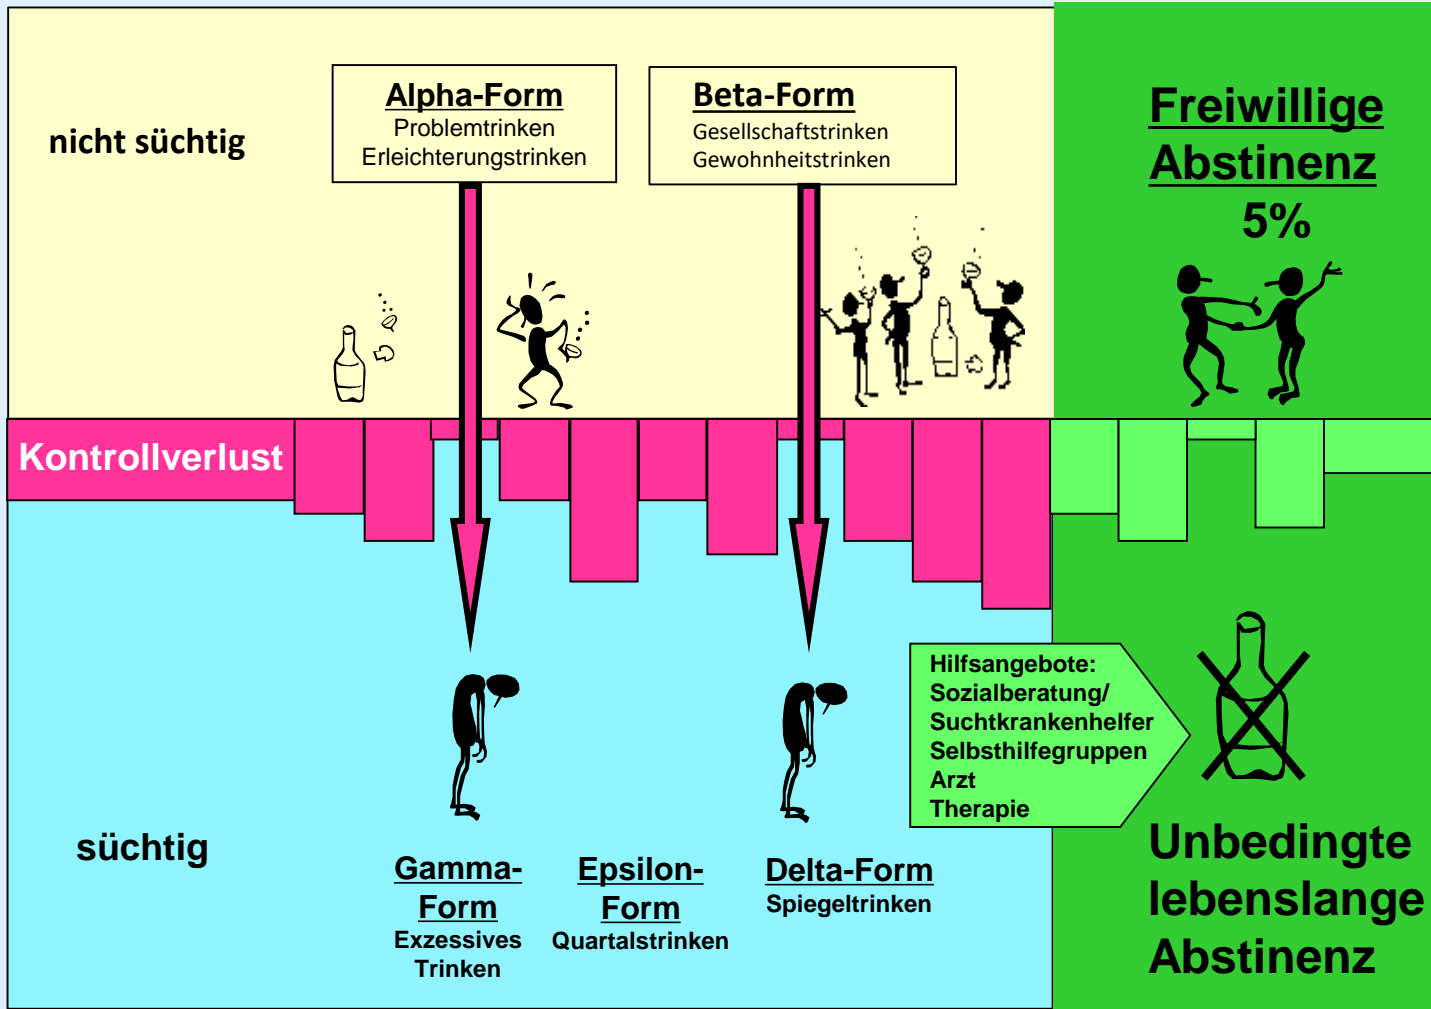 nicht süchtig
Alpha-Form
Problemtrinken
Erleichterungstrinken
Beta-Form
Gesellschaftstrinken
Gewohnheitstrinken
Freiwillige
Abstinenz
5%
Kontrollverlust
süchtig
Gamma-
Form
Exzessives
Trinken
Epsilon-
Form
Quartalstrinken
Delta-Form
Spiegeltrinken
Hilfsangebote:
Sozialberatung/
Suchtkrankenhelfer
Selbsthilfegruppen
Arzt
Therapie
Unbedingte
lebenslange
Abstinenz